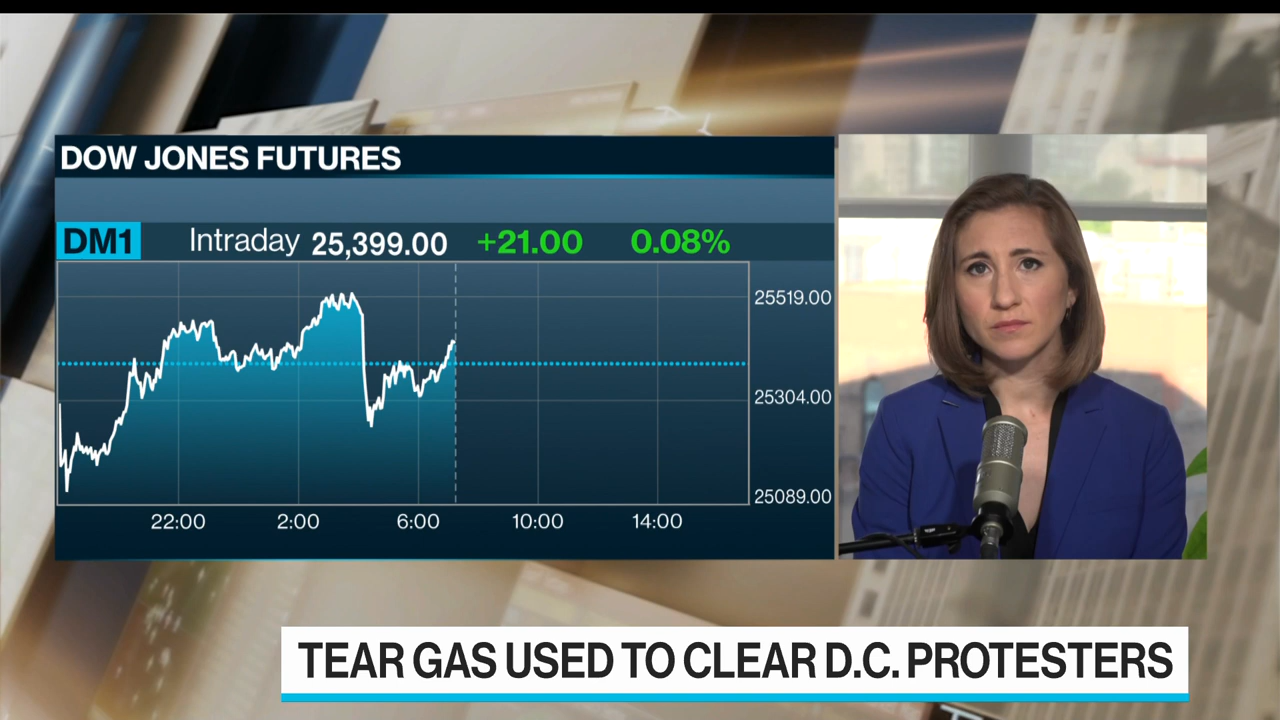 DOW JONES FUTURES
DM1 Intraday 25,399.00 +21.00 0.08%
25519.00
25304.00
25089.00
22:00 2:00 6:00 10:00 14:00
TEAR GAS USED TO CLEAR D.C. PROTESTERS